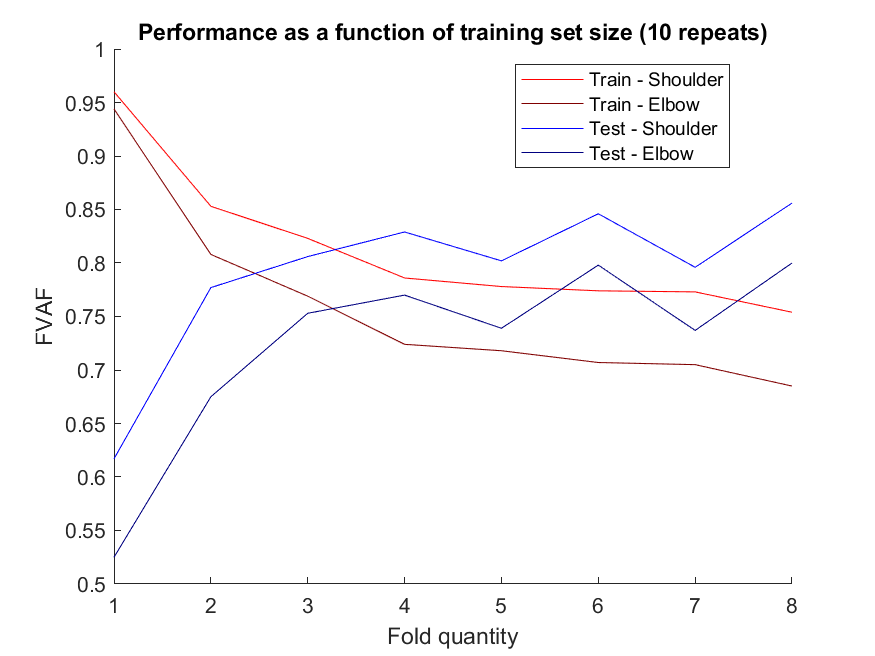 Performance as a function of training set size (10 repeats)
1
0.95
0.9
0.85
0.8
0.75
0.7
0.65
0.6
0.55
0.5
FVAF
Train - Shoulder
Train - Elbow
Test - Shoulder
Test - Elbow
1 2 3 4 5 6 7 8
Fold quantity